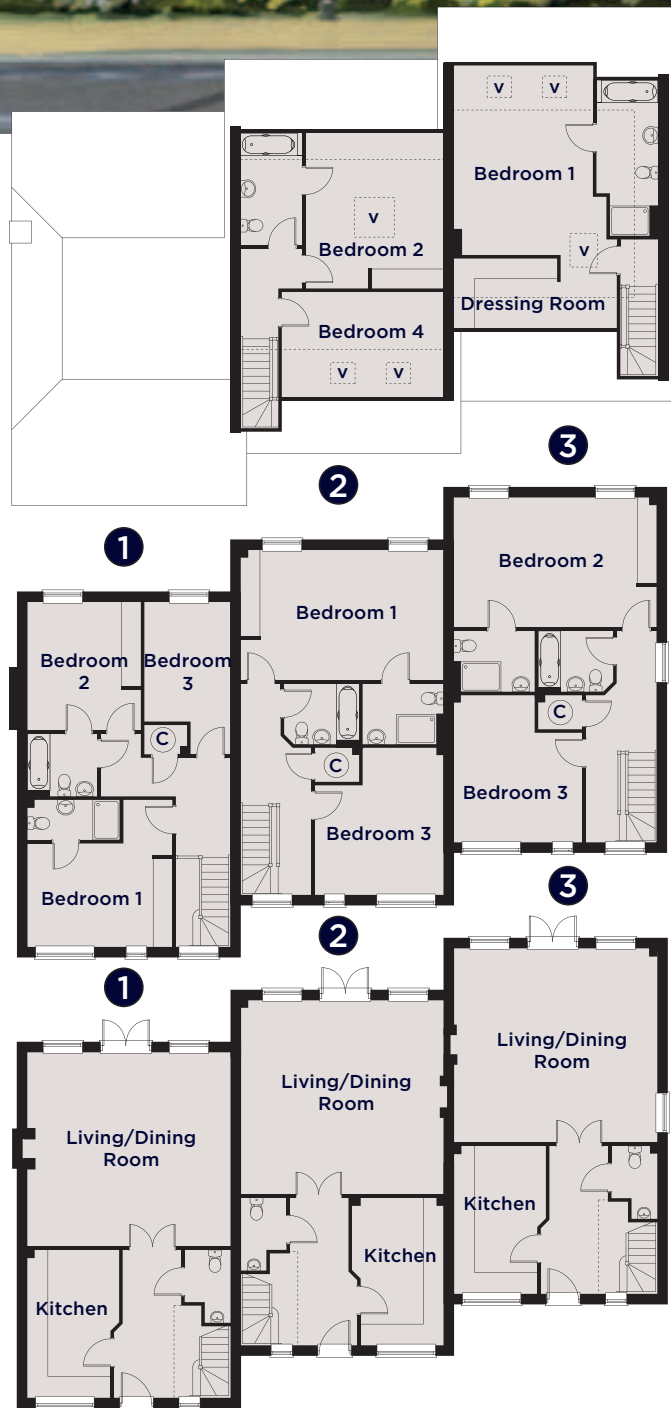 V V
Bedroom 1
V
Bedroom 2
V
Dressing Room
Bedroom 4
V V
3
2
1
Bedroom 2
Bedroom 1
Bedroom
2
Bedroom
3
C
C
C
Bedroom 3
Bedroom 3
Bedroom 1
3
2
1
Living/Dining
Room
Living/Dining
Room
Living/Dining
Room
Kitchen
Kitchen
Kitchen